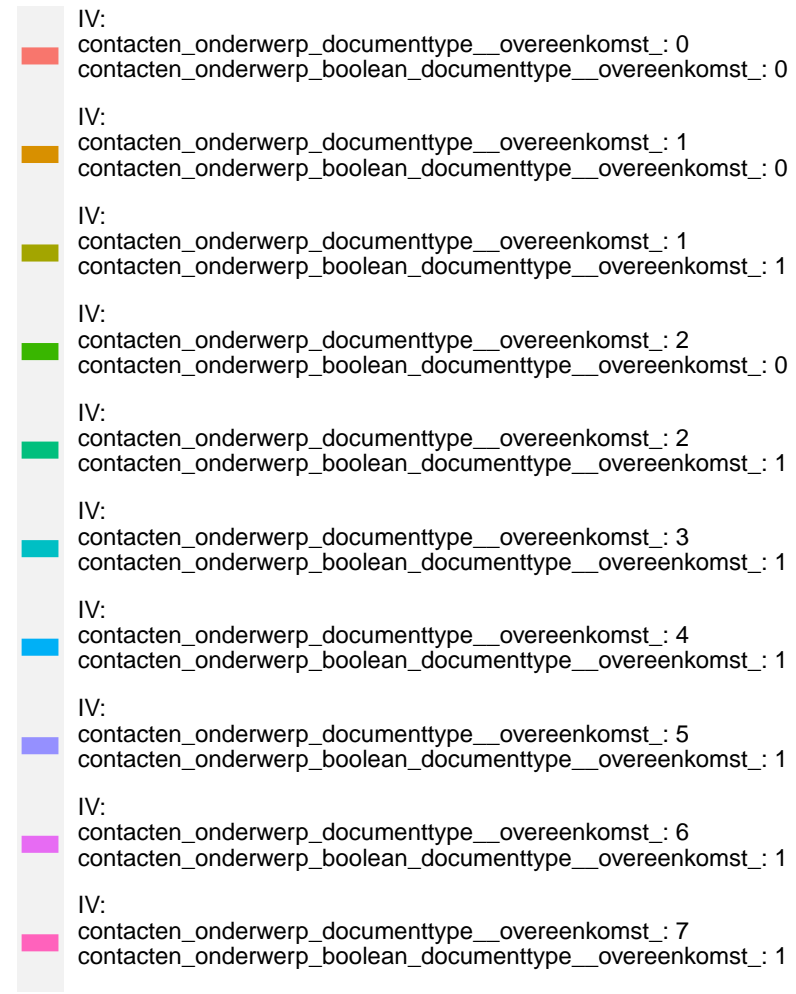 IV:
contacten_onderwerp_documenttype__overeenkomst_: 0
contacten_onderwerp_boolean_documenttype__overeenkomst_: 0
IV:
contacten_onderwerp_documenttype__overeenkomst_: 1
contacten_onderwerp_boolean_documenttype__overeenkomst_: 0
IV:
contacten_onderwerp_documenttype__overeenkomst_: 1
contacten_onderwerp_boolean_documenttype__overeenkomst_: 1
IV:
contacten_onderwerp_documenttype__overeenkomst_: 2
contacten_onderwerp_boolean_documenttype__overeenkomst_: 0
IV:
contacten_onderwerp_documenttype__overeenkomst_: 2
contacten_onderwerp_boolean_documenttype__overeenkomst_: 1
IV:
contacten_onderwerp_documenttype__overeenkomst_: 3
contacten_onderwerp_boolean_documenttype__overeenkomst_: 1
IV:
contacten_onderwerp_documenttype__overeenkomst_: 4
contacten_onderwerp_boolean_documenttype__overeenkomst_: 1
IV:
contacten_onderwerp_documenttype__overeenkomst_: 5
contacten_onderwerp_boolean_documenttype__overeenkomst_: 1
IV:
contacten_onderwerp_documenttype__overeenkomst_: 6
contacten_onderwerp_boolean_documenttype__overeenkomst_: 1
IV:
contacten_onderwerp_documenttype__overeenkomst_: 7
contacten_onderwerp_boolean_documenttype__overeenkomst_: 1